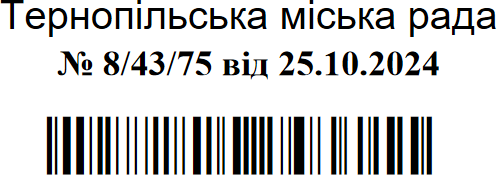 Тернопільська міська рада
№ 8/43/75 від 25.10.2024